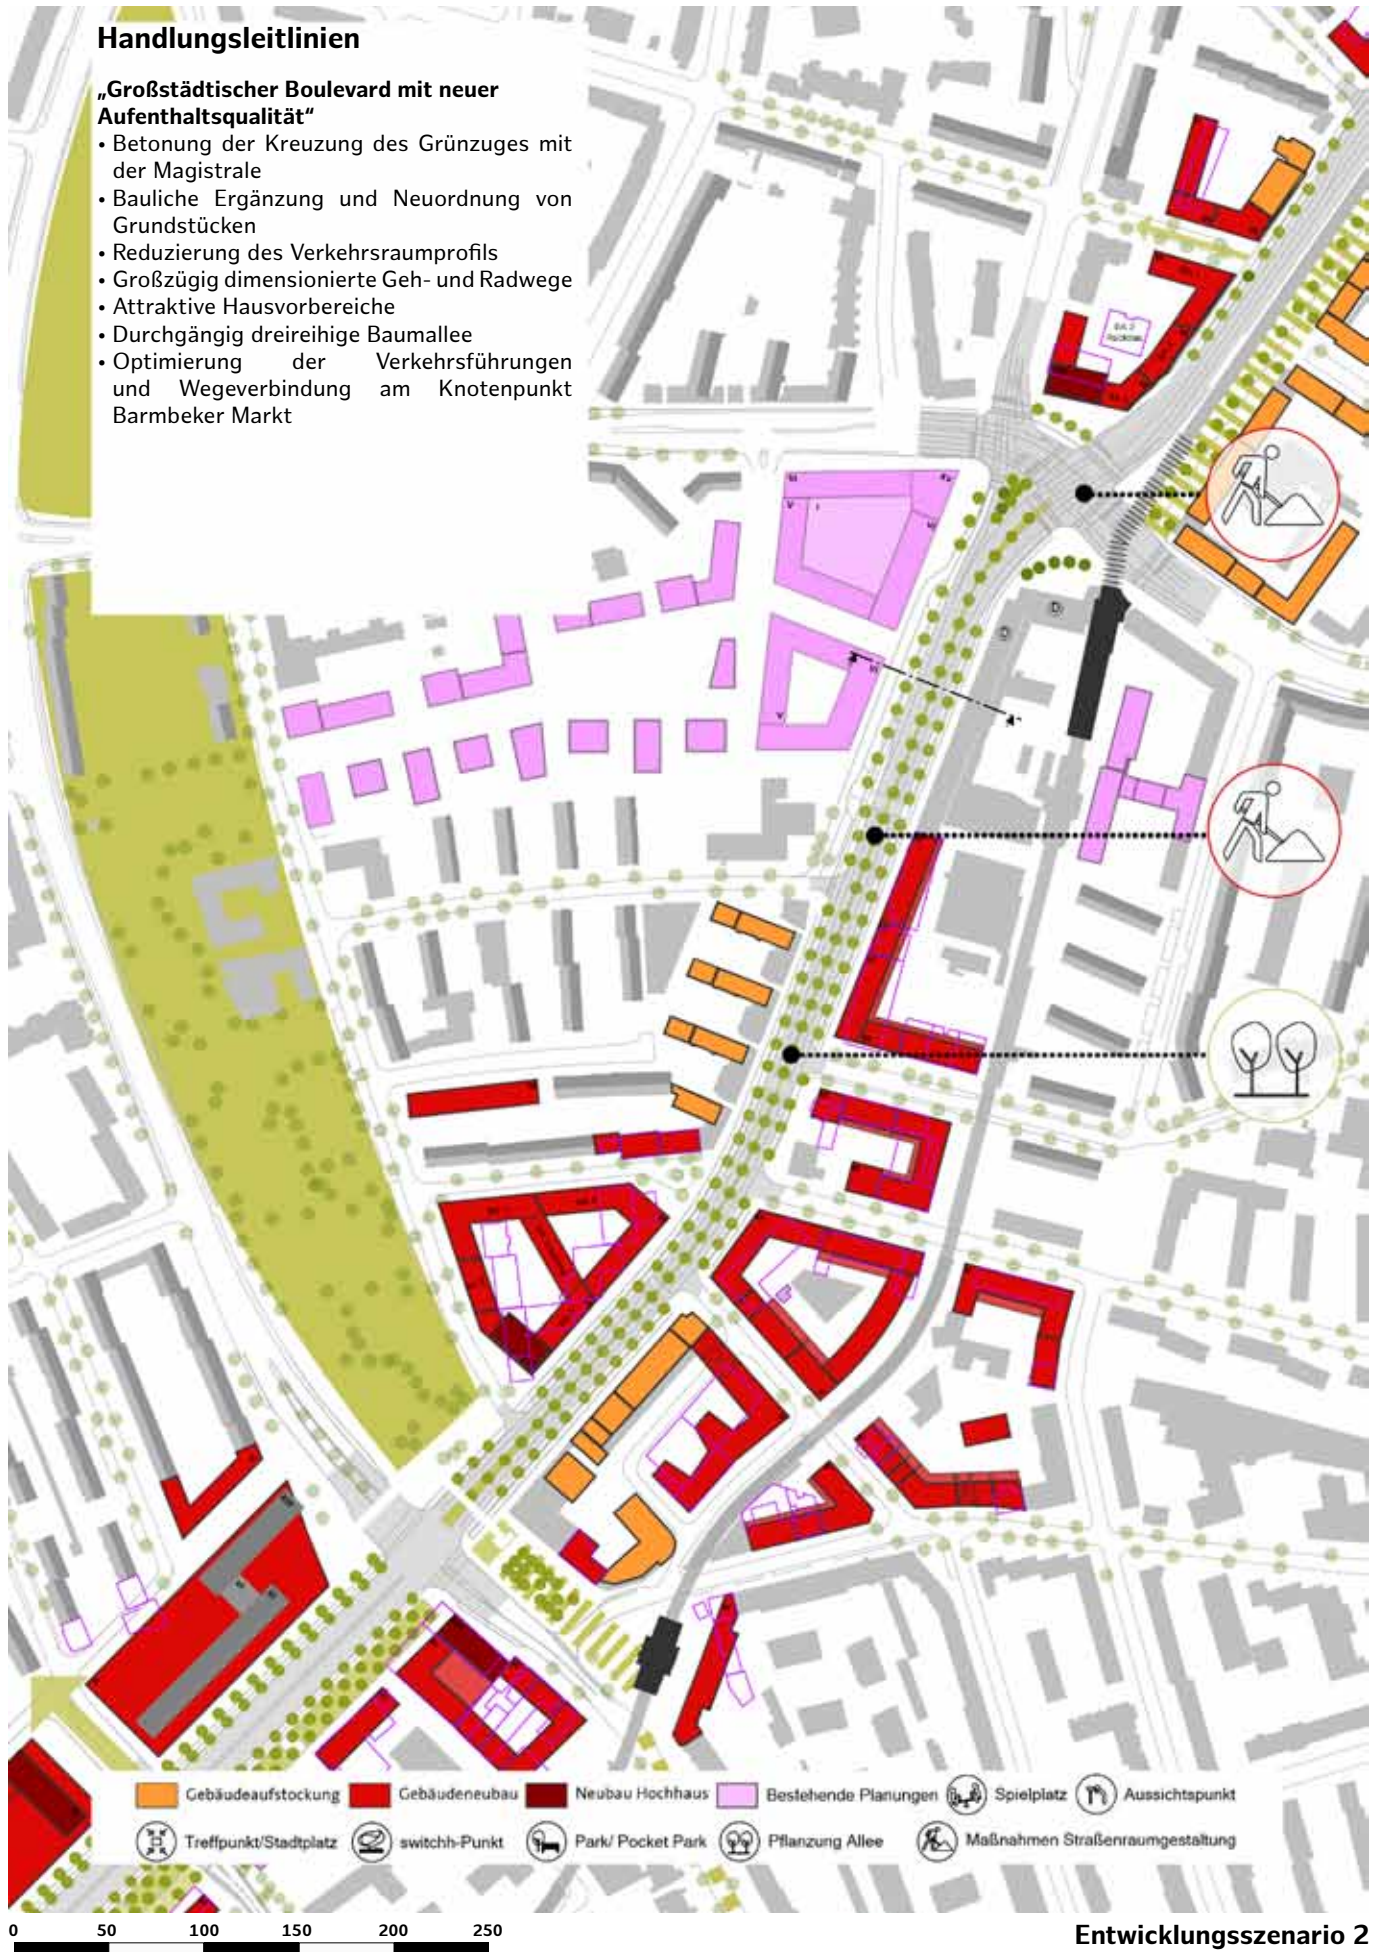 Handlungsleitlinien
„Großstädtischer Boulevard mit neuer
Aufenthaltsqualität“
• Betonung der Kreuzung des Grünzuges mit
der Magistrale
• Bauliche Ergänzung und Neuordnung von
Grundstücken
• Reduzierung des Verkehrsraumprofils
• Großzügig dimensionierte Geh- und Radwege
• Attraktive Hausvorbereiche
• Durchgängig dreireihige Baumallee
• Optimierung der Verkehrsführungen
und Wegeverbindung am Knotenpunkt
Barmbeker Markt
D
D
V
V
Gebäudeaufstockung Gebäudeneubau Neubau Hochhaus Bestehende Planungen Spielplatz Aussichtspunkt
Treffpunkt/Stadtplatz switchh-Punkt Park/ Pocket Park Pflanzung Allee Maßnahmen Straßenraumgestaltung
0 50 100 150 200 250
Entwicklungsszenario 2